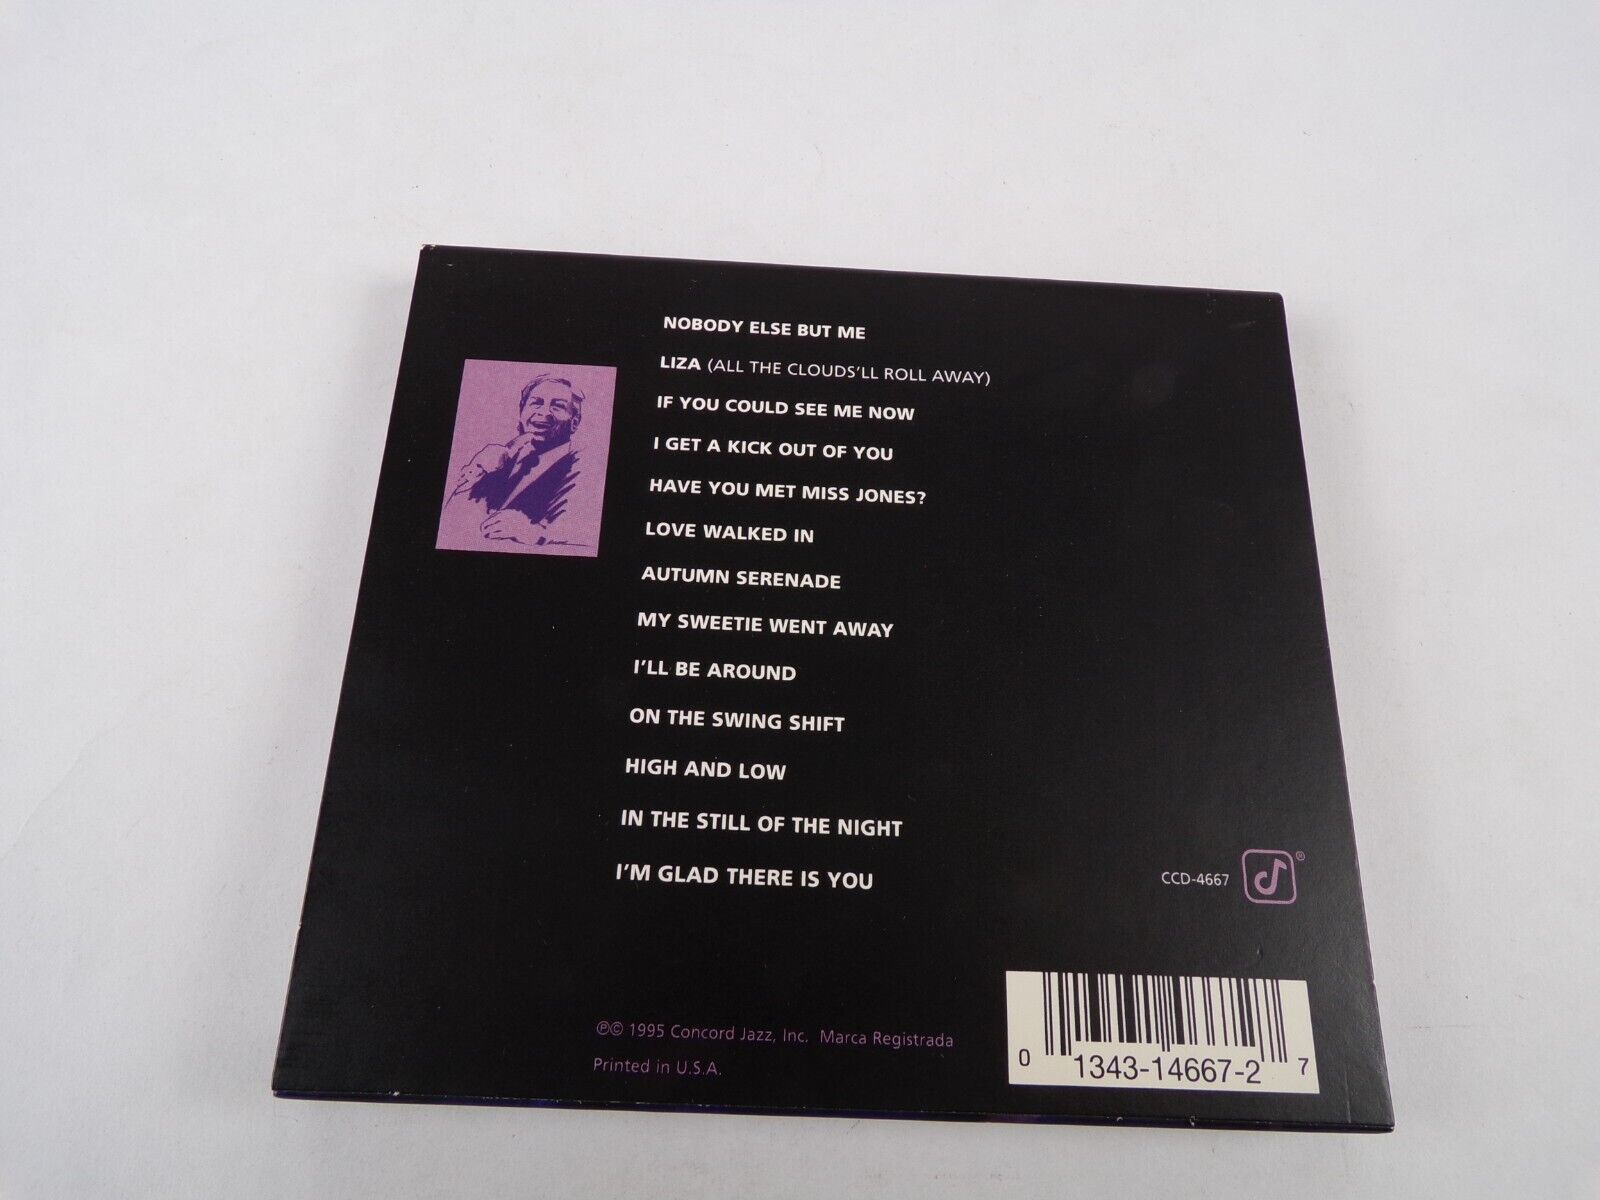 NOBODY ELSE BUT ME
LIZA (ALL THE CLOUDS'LL ROLL AWAY)
IF YOU COULD SEE ME NOW
I GET A KICK OUT OF YOU
HAVE YOU MET MISS JONES?
LOVE WALKED IN
AUTUMN SERENADE
MY SWEETIE WENT AWAY
I'LL BE AROUND
ON THE SWING SHIFT
HIGH AND LOW
IN THE STILL OF THE NIGHT
I'M GLAD THERE IS YOU
CCD-4667 ®
℗© 1995 Concord Jazz, Inc. Marca Registrada
Printed in U.S.A.
0 1343-14667-2 7